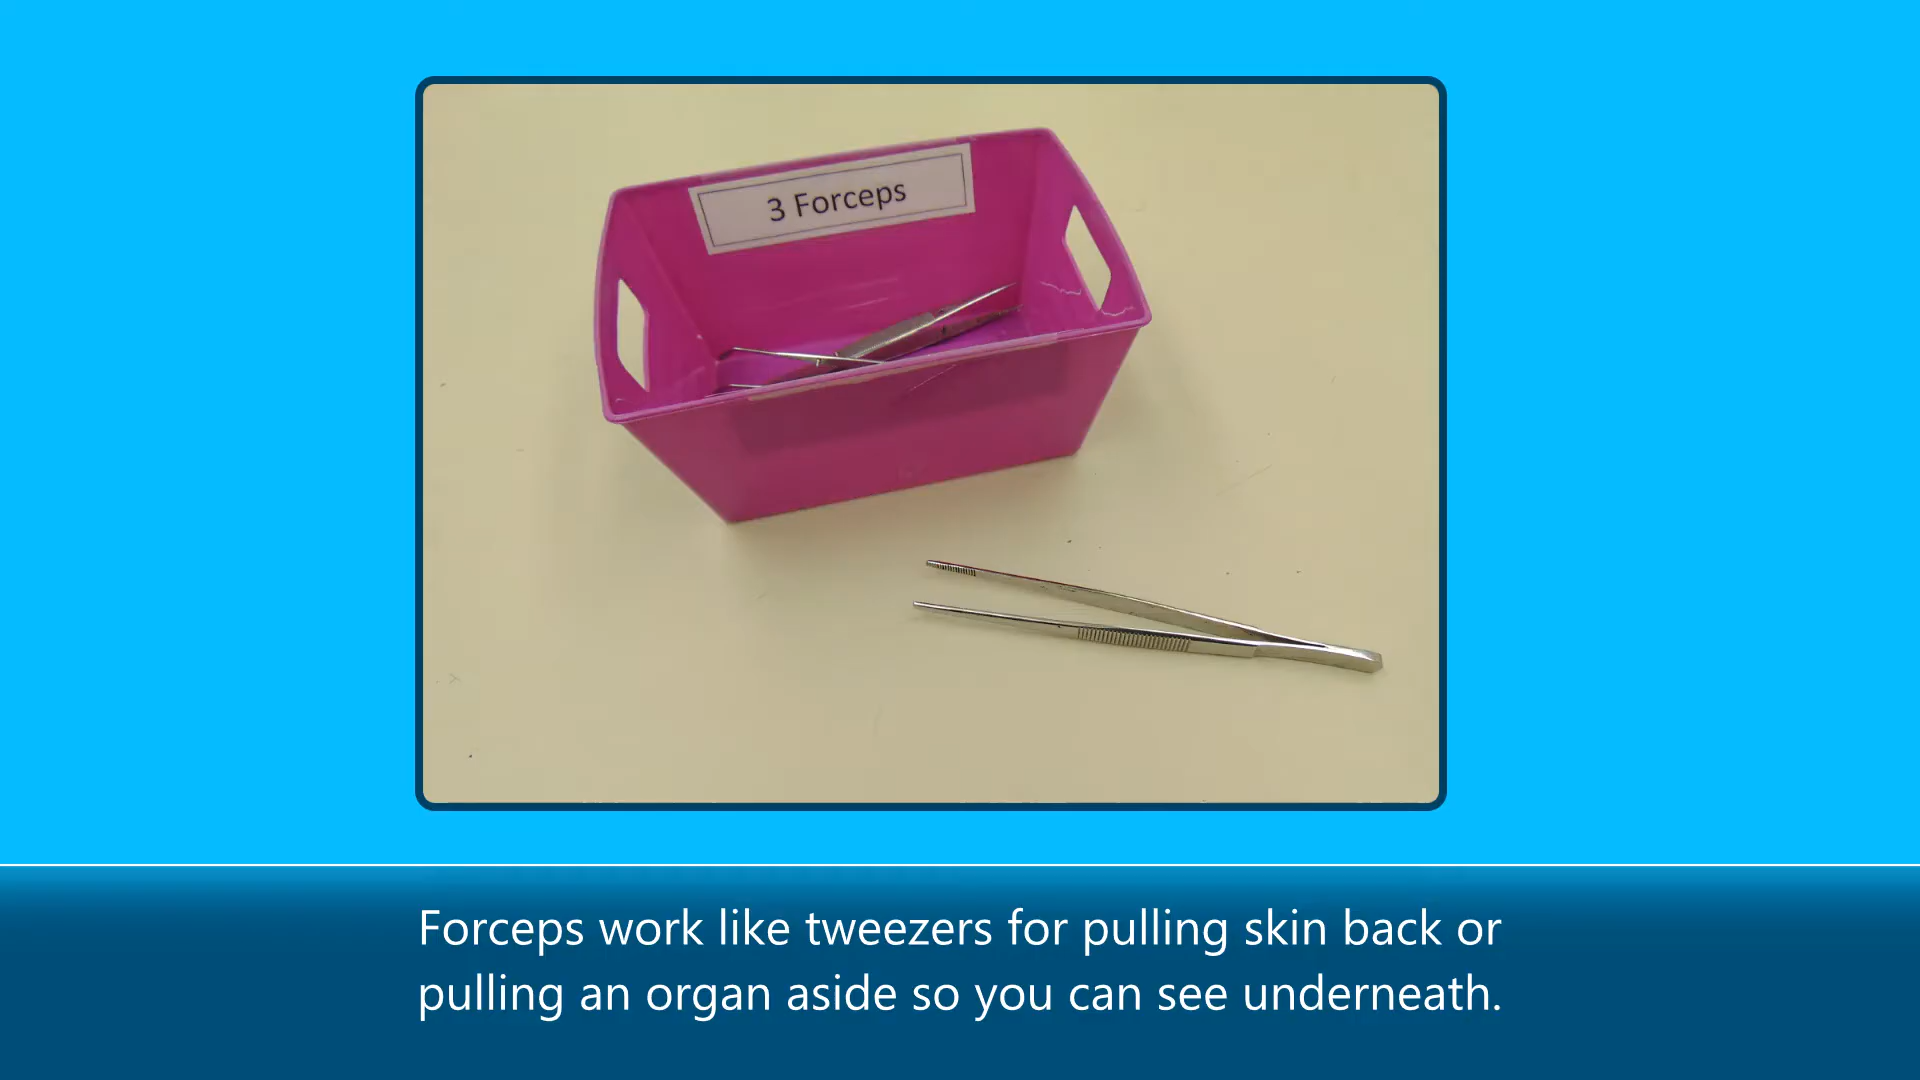 3 Forceps
Forceps work like tweezers for pulling skin back or
pulling an organ aside so you can see underneath.